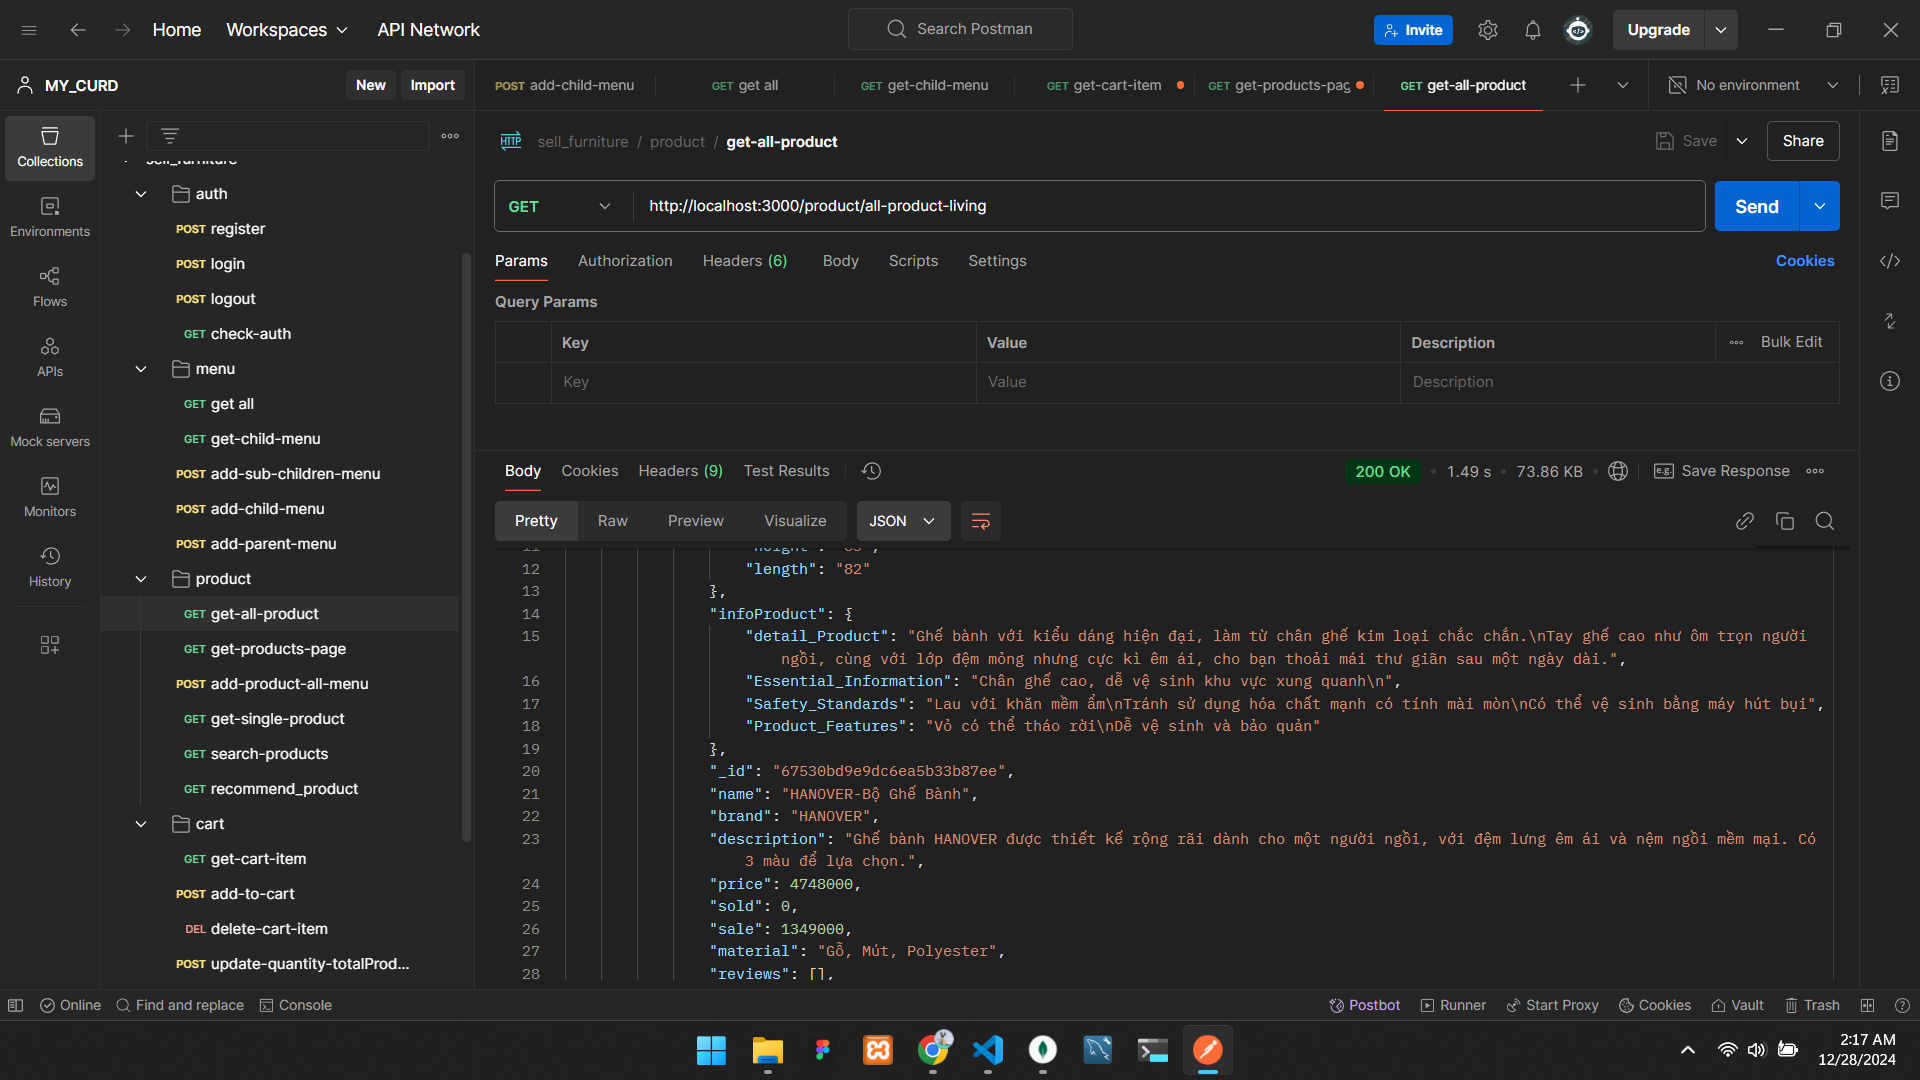 Home
Workspaces
API Network
Search Postman
Invite
Upgrade
MY_CURD
New
Import
POST add-child-menu
GET get all
GET get-child-menu
GET get-cart-item
GET get-products-pag
GET get-all-product
No environment
Collections
Environments
Flows
APIs
Mock servers
Monitors
History
sell_furniture
auth
POST register
POST login
POST logout
GET check-auth
menu
GET get all
GET get-child-menu
POST add-sub-children-menu
POST add-child-menu
POST add-parent-menu
product
GET get-all-product
GET get-products-page
POST add-product-all-menu
GET get-single-product
GET search-products
GET recommend_product
cart
GET get-cart-item
POST add-to-cart
DEL delete-cart-item
POST update-quantity-totalProd...
HTTP sell_furniture / product / get-all-product
Save
Share
GET
http://localhost:3000/product/all-product-living
Send
Params
Authorization
Headers (6)
Body
Scripts
Settings
Cookies
Query Params
Key Value Description
Bulk Edit
Key Value Description
Body
Cookies
Headers (9)
Test Results
200 OK
1.49 s
73.86 KB
e.g. Save Response
Pretty
Raw
Preview
Visualize
JSON
12 "length": "82"
13 },
14 "infoProduct": {
15 "detail_Product": "Ghế bành với kiểu dáng hiện đại, làm từ chân ghế kim loại chắc chắn.\nTay ghế cao như ôm trọn người
ngồi, cùng với lớp đệm mỏng nhưng cực kì êm ái, cho bạn thoải mái thư giãn sau một ngày dài.",
16 "Essential_Information": "Chân ghế cao, dễ vệ sinh khu vực xung quanh\n",
17 "Safety_Standards": "Lau với khăn mềm ẩm\nTránh sử dụng hóa chất mạnh có tính mài mòn\nCó thể vệ sinh bằng máy hút bụi",
18 "Product_Features": "Vỏ có thể tháo rời\nDễ vệ sinh và bảo quản"
19 },
20 "_id": "67530bd9e9dc6ea5b33b87ee",
21 "name": "HANOVER-Bộ Ghế Bành",
22 "brand": "HANOVER",
23 "description": "Ghế bành HANOVER được thiết kế rộng rãi dành cho một người ngồi, với đệm lưng êm ái và nệm ngồi mềm mại. Có
3 màu để lựa chọn.",
24 "price": 4748000,
25 "sold": 0,
26 "sale": 1349000,
27 "material": "Gỗ, Mút, Polyester",
28 "reviews": [],
Online
Find and replace
Console
Postbot
Runner
Start Proxy
Cookies
Vault
Trash
2:17 AM
12/28/2024